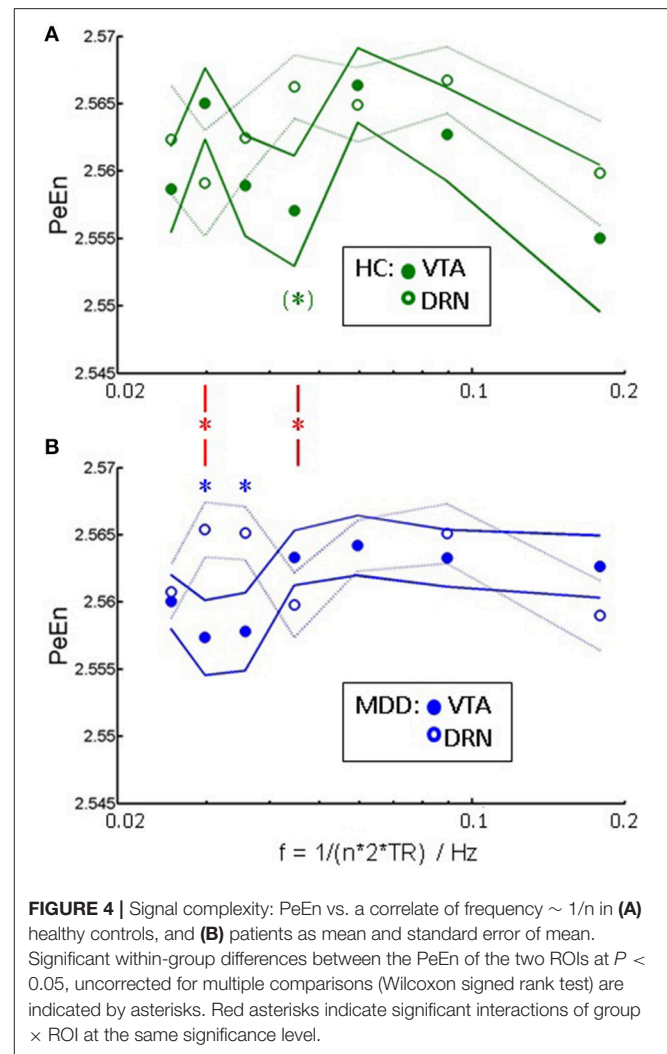 A
2.57
2.565
2.56
2.555
2.55
2.545
PeEn
HC: ● VTA
○ DRN
(*)
0.02
0.1
0.2
* *
B
* *
2.57
2.565
2.56
2.555
2.55
2.545
PeEn
MDD: ● VTA
○ DRN
0.02
0.1
0.2
f = 1/(n*2*TR) / Hz
FIGURE 4 | Signal complexity: PeEn vs. a correlate of frequency ∼ 1/n in (A)
healthy controls, and (B) patients as mean and standard error of mean.
Significant within-group differences between the PeEn of the two ROIs at P <
0.05, uncorrected for multiple comparisons (Wilcoxon signed rank test) are
indicated by asterisks. Red asterisks indicate significant interactions of group
× ROI at the same significance level.